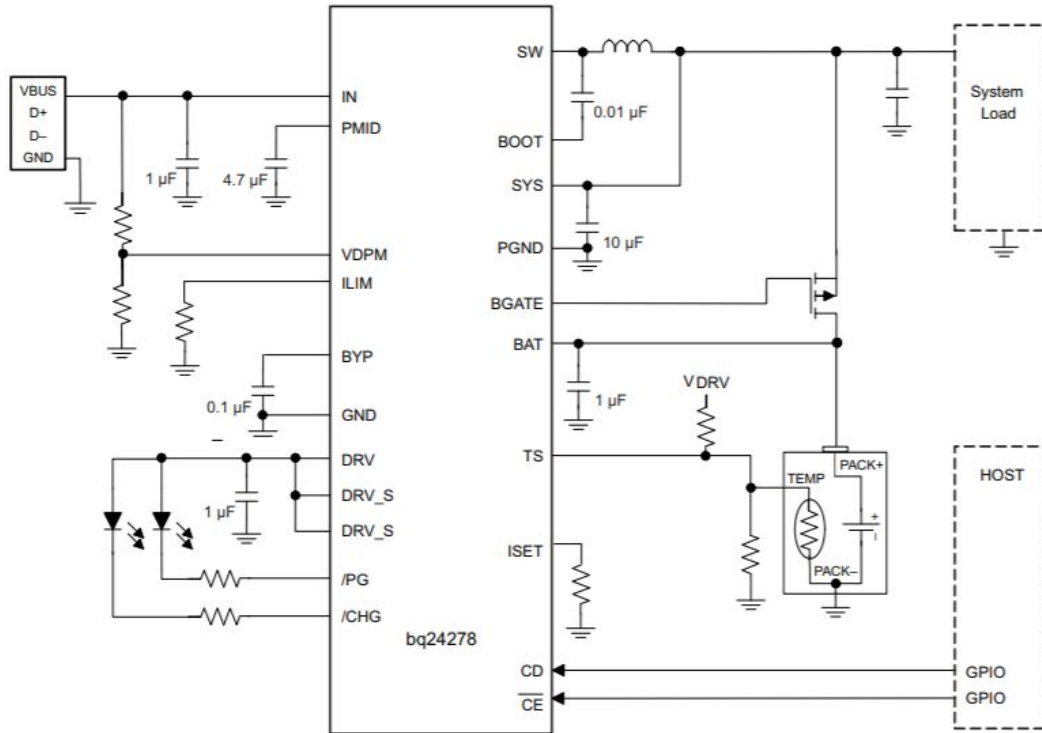 VBUS
D+
D–
GND
1 µF
4.7 µF
0.1 µF
1 µF
IN
PMID
VDPM
ILIM
BYP
GND
DRV
DRV_S
DRV_S
/PG
/CHG
bq24278
SW
BOOT
SYS
PGND
BGATE
BAT
TS
ISET
CD
CE
0.01 µF
10 µF
1 µF
VDRV
TEMP
PACK+
+
–
PACK–
System
Load
HOST
GPIO
GPIO